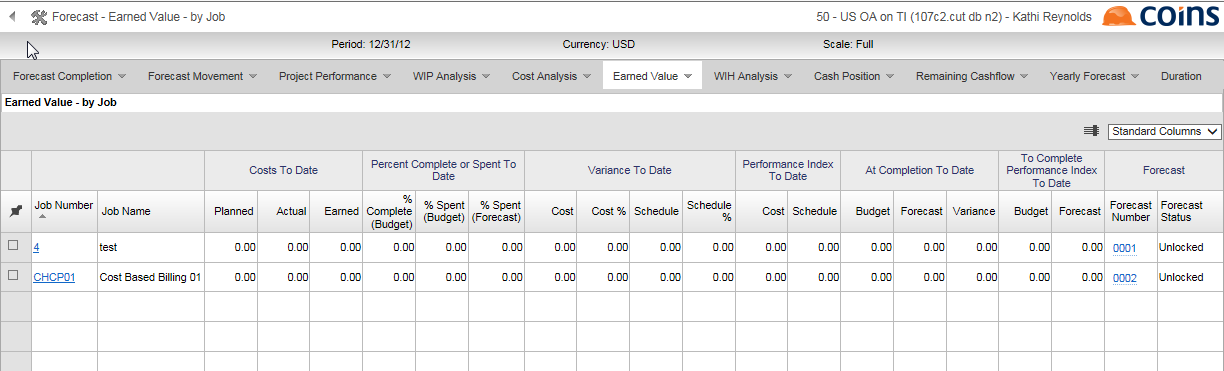 Forecast - Earned Value - by Job
50 - US OA on TI (107c2.cut db n2) - Kathi Reynolds
coins
Period: 12/31/12 Currency: USD Scale: Full
Forecast Completion Forecast Movement Project Performance WIP Analysis Cost Analysis Earned Value WIH Analysis Cash Position Remaining Cashflow Yearly Forecast Duration
Earned Value - by Job
Standard Columns
Costs To Date
Percent Complete or Spent To
Date
Variance To Date
Performance Index
To Date
At Completion To Date
To Complete
Performance Index
To Date
Forecast
Job Number
Job Name
Planned
Actual
Earned
%
Complete
(Budget)
% Spent
(Budget)
% Spent
(Forecast)
Cost
Cost %
Schedule
Schedule
%
Cost
Schedule
Budget
Forecast
Variance
Budget
Forecast
Forecast
Number
Forecast
Status
4 test 0.00 0.00 0.00 0.00 0.00 0.00 0.00 0.00 0.00 0.00 0.00 0.00 0.00 0.00 0.00 0.00 0.00 0001 Unlocked
CHCP01 Cost Based Billing 01 0.00 0.00 0.00 0.00 0.00 0.00 0.00 0.00 0.00 0.00 0.00 0.00 0.00 0.00 0.00 0.00 0.00 0002 Unlocked